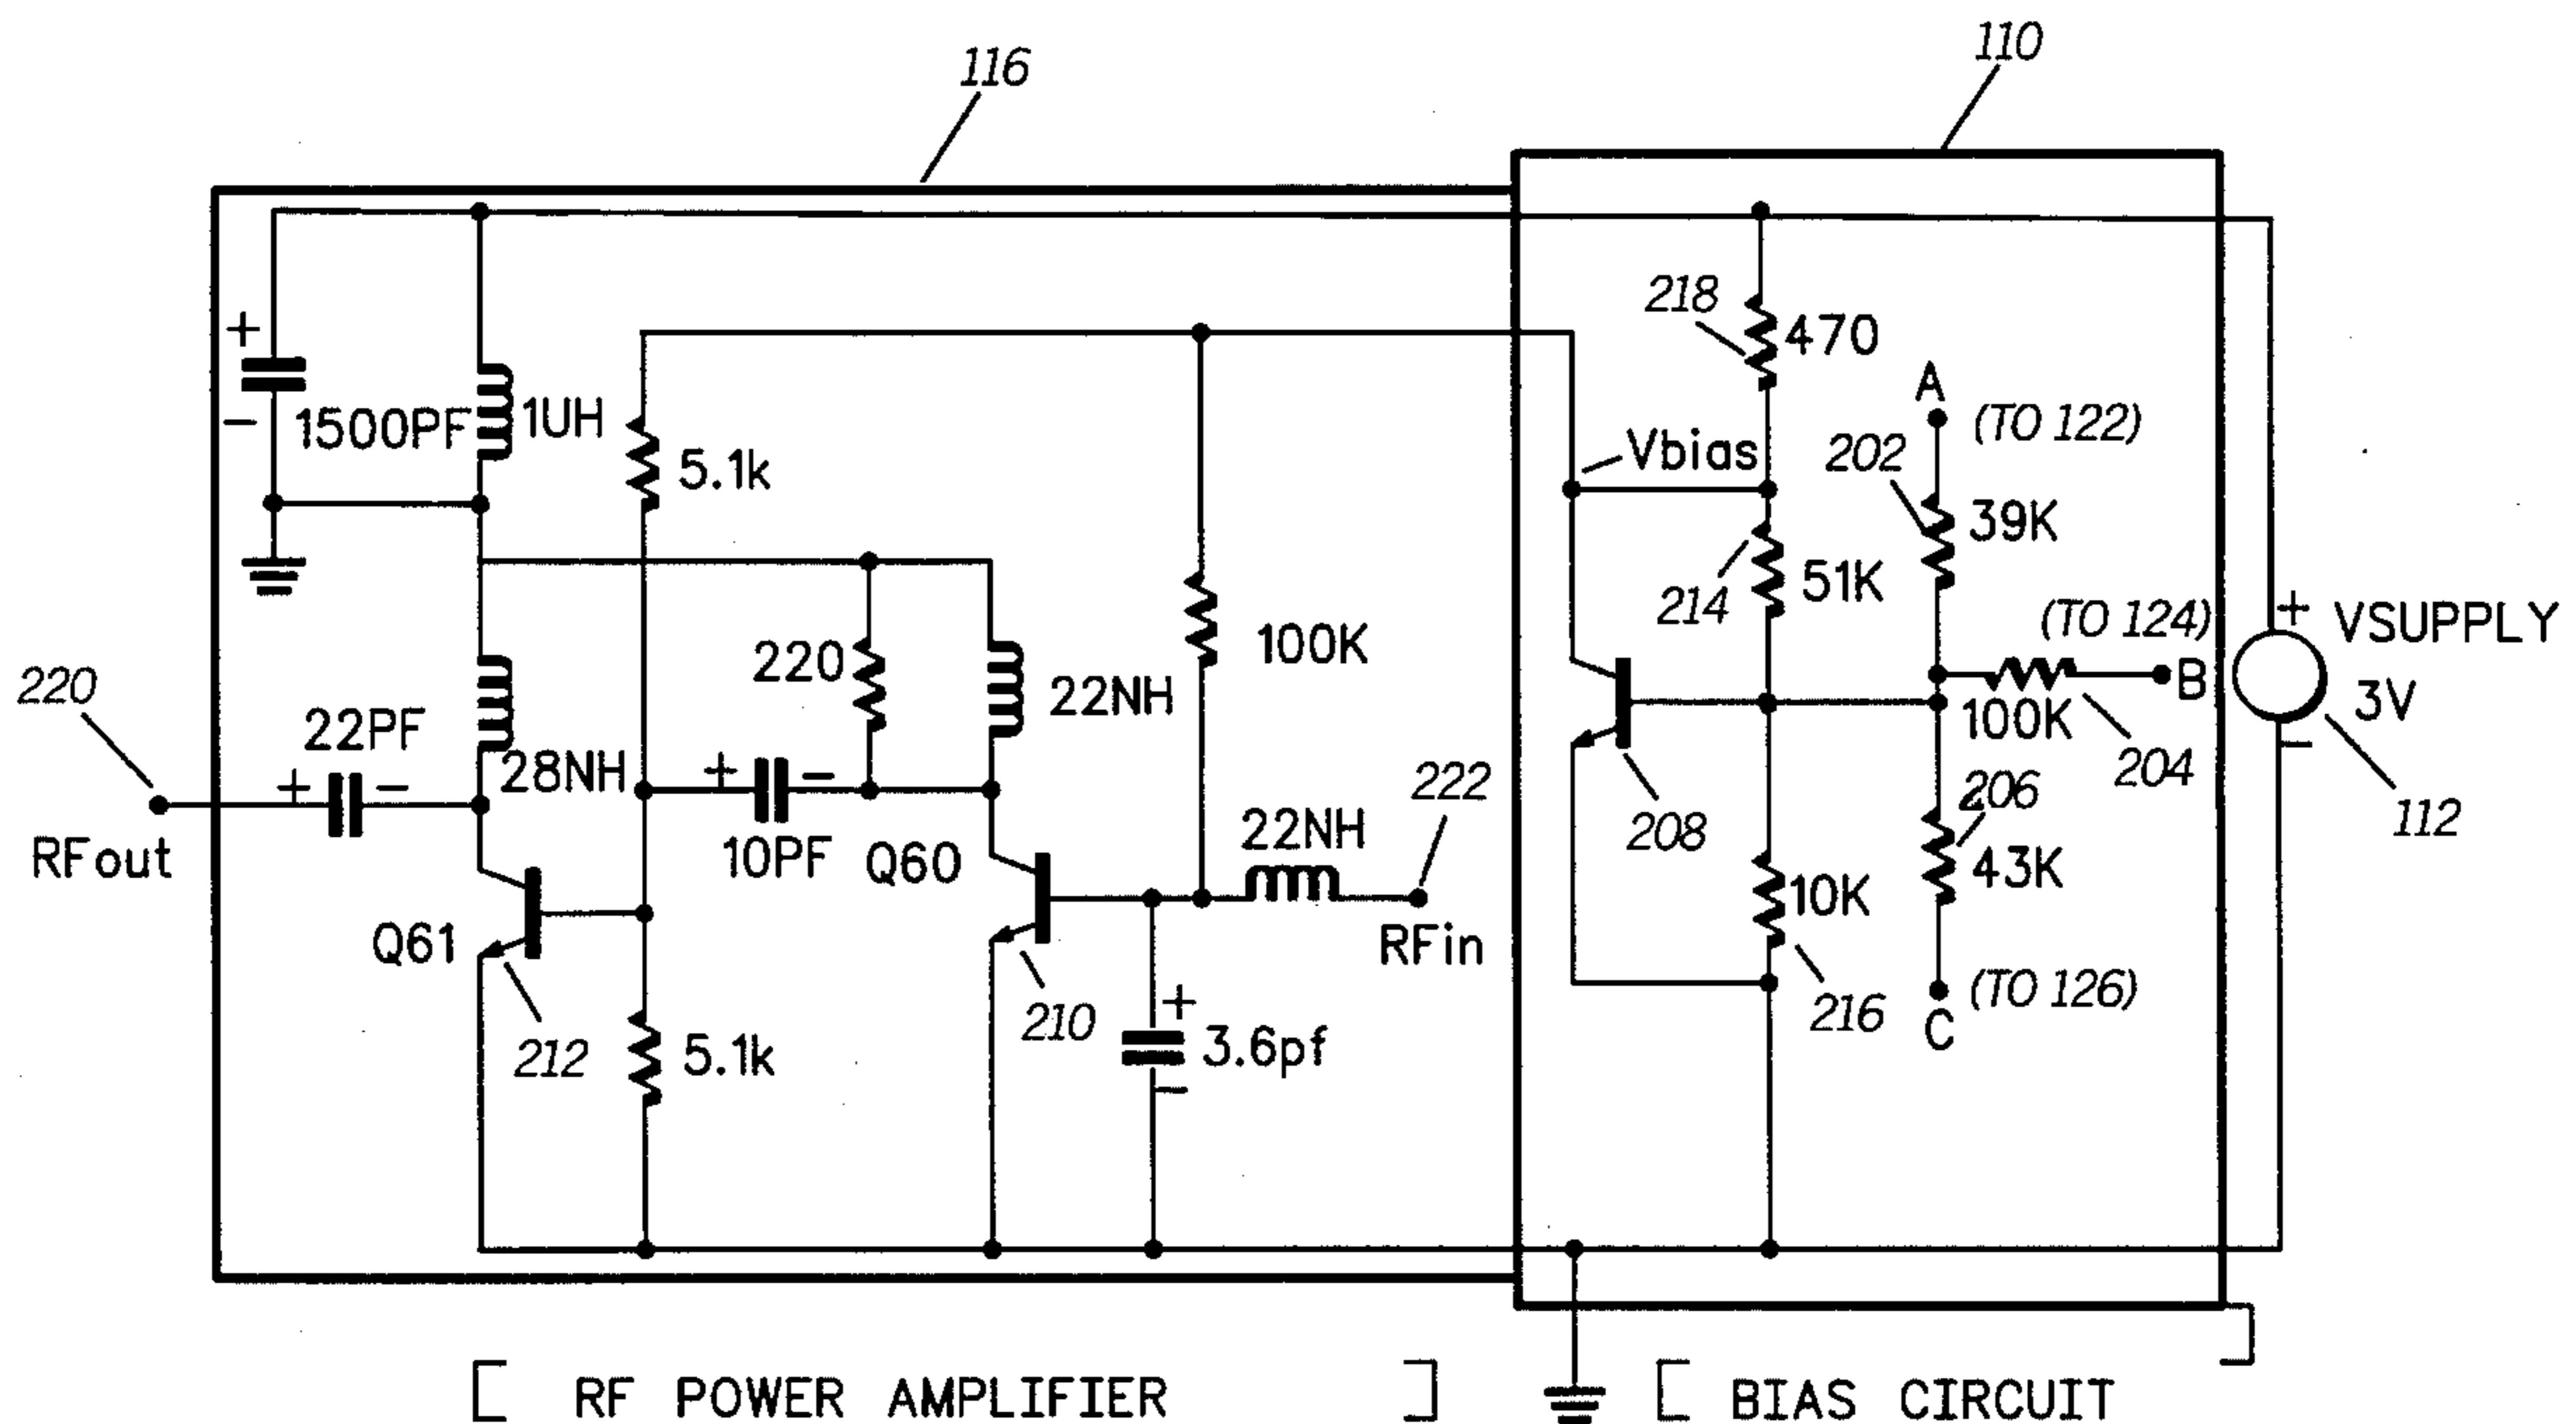 116
110
218
470
A
(TO 122)
+
1500PF
1UH
5.1k
Vbias
202
39K
−
214
51K
(TO 124)
+
VSUPPLY
220
100K
220
22NH
B
3V
22PF
100K
28NH
204
−
+
−
+
−
222
206
112
RFout
10PF
Q60
22NH
208
43K
10K
Q61
RFin
(TO 126)
212
5.1k
210
+
3.6pf
216
C
−
[ RF POWER AMPLIFIER ]
[ BIAS CIRCUIT ]